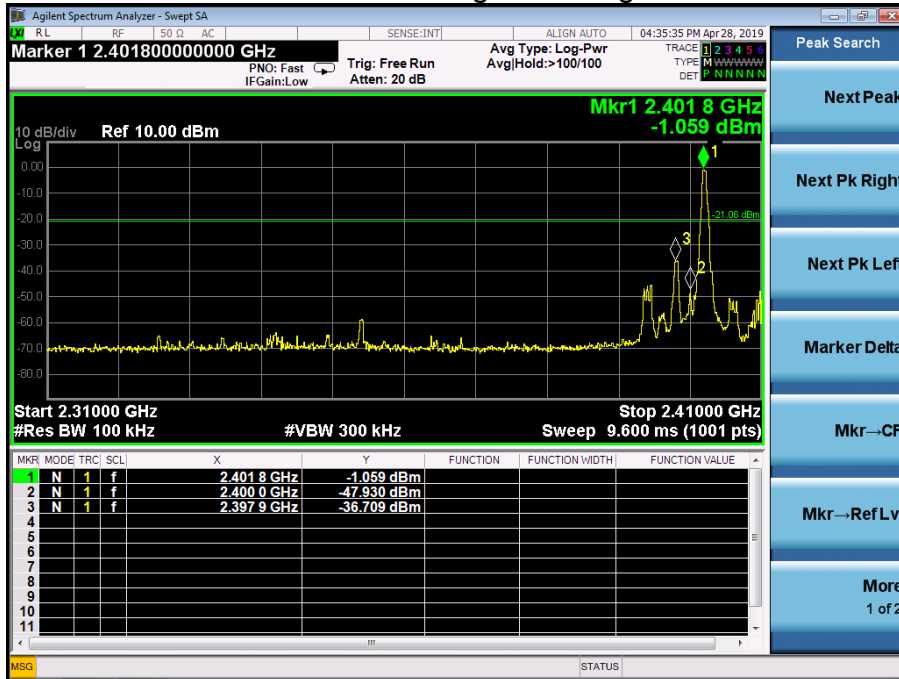 Agilent Spectrum Analyzer - Swept SA
LXI RL RF 50 Ω AC SENSE:INT ALIGN AUTO 04:35:35 PM Apr 28, 2019
Marker 1 2.401800000000 GHz
PNO: Fast
IFGain:Low
Trig: Free Run
Atten: 20 dB
Avg Type: Log-Pwr
Avg|Hold:>100/100
TRACE 1 2 3 4 5 6
TYPE M WWWWW
DET P N N N N N
Mkr1 2.401 8 GHz
-1.059 dBm
10 dB/div Ref 10.00 dBm
Log
0.00
-10.0
-20.0
-30.0
-40.0
-50.0
-60.0
-70.0
-80.0
1
-21.06 dBm
3
2
Start 2.31000 GHz Stop 2.41000 GHz
#Res BW 100 kHz #VBW 300 kHz Sweep 9.600 ms (1001 pts)
MKR MODE TRC SCL X Y FUNCTION FUNCTION WIDTH FUNCTION VALUE
1 N 1 f 2.401 8 GHz -1.059 dBm
2 N 1 f 2.400 0 GHz -47.930 dBm
3 N 1 f 2.397 9 GHz -36.709 dBm
4
5
6
7
8
9
10
11
MSG STATUS
Peak Search
Next Peak
Next Pk Right
Next Pk Left
Marker Delta
Mkr→CF
Mkr→Ref Lv
More
1 of 2